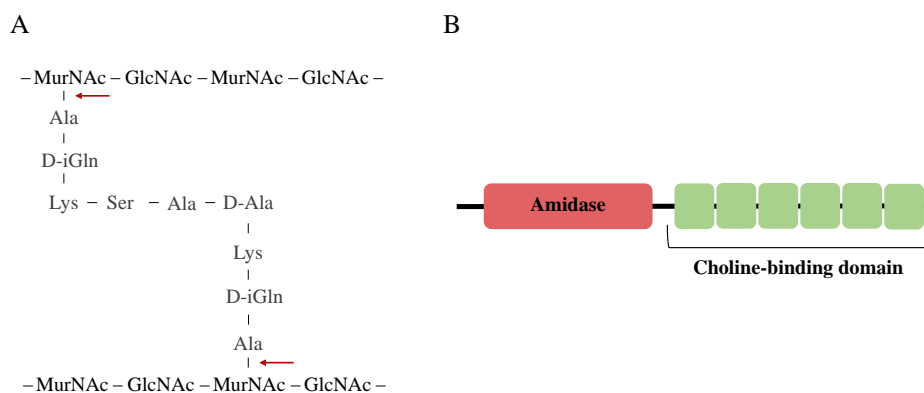 A
– MurNAc – GlcNAc – MurNAc – GlcNAc –
Ala
D-iGln
Lys – Ser – Ala – D-Ala
Lys
D-iGln
Ala
– MurNAc – GlcNAc – MurNAc – GlcNAc –
B
Amidase
Choline-binding domain